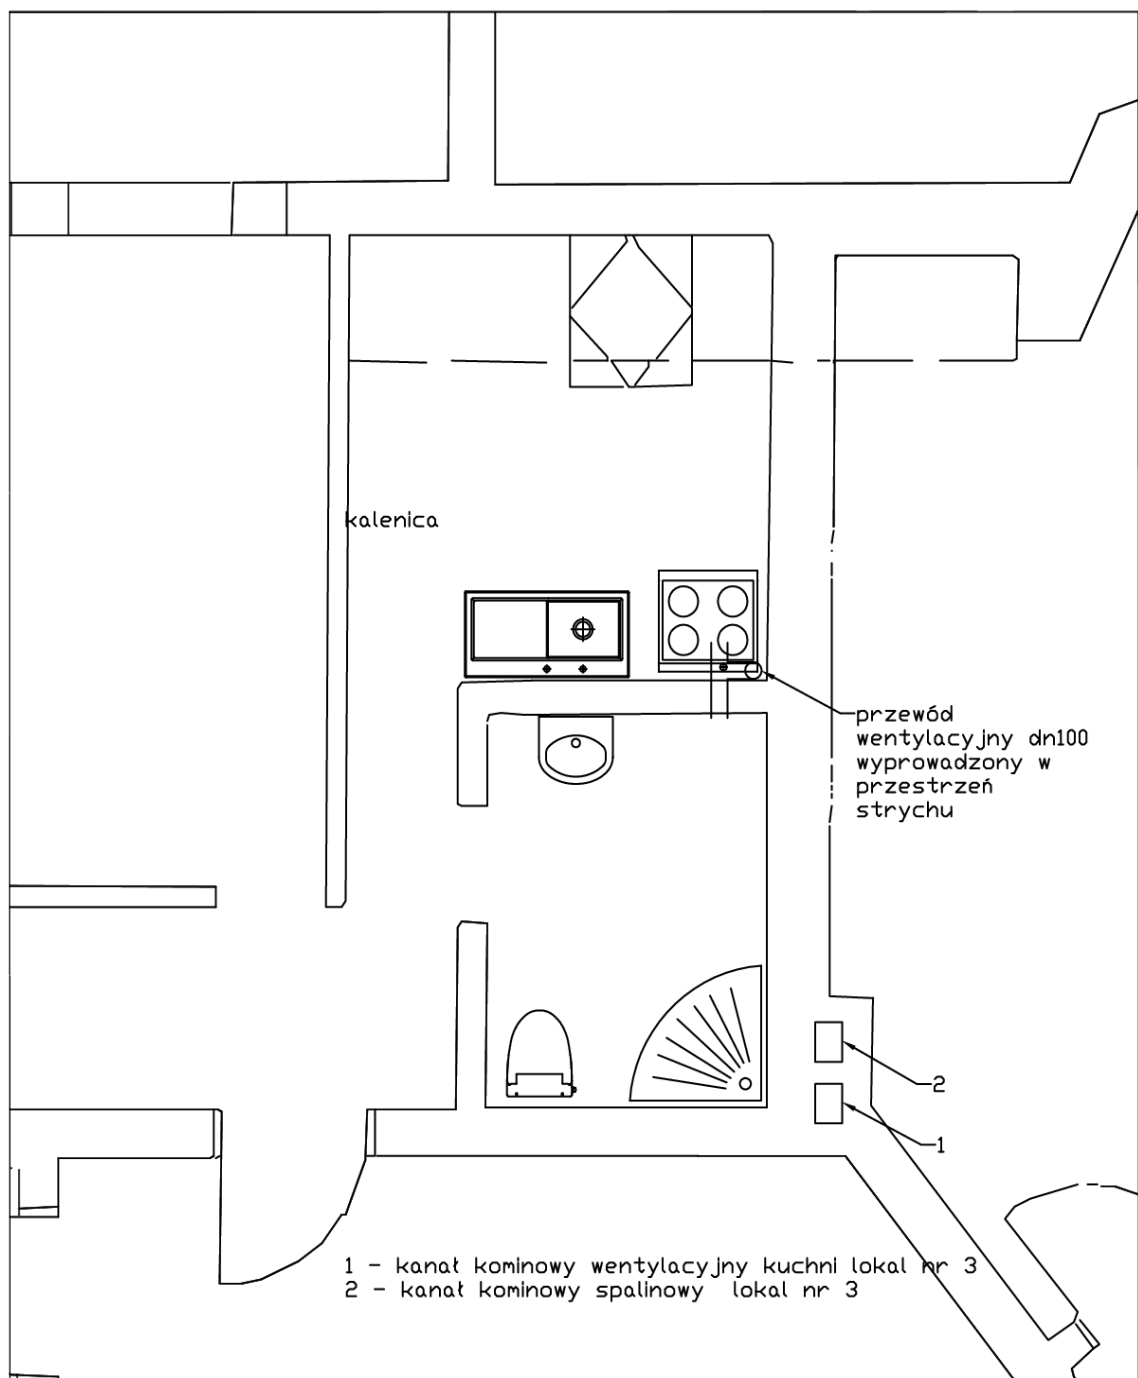 kalenica
przewód
wentylacyjny dn100
wyprowadzony w
przestrzeń
strychu
2
1
1 - kanał kominowy wentylacyjny kuchni lokal nr 3
2 - kanał kominowy spalinowy lokal nr 3